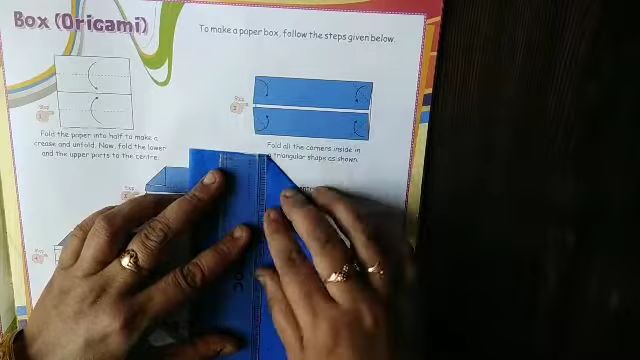 Box (Origami)
To make a paper box, follow the steps given below.
Step
1
Step
2
Fold the paper into half to make a
crease and unfold. Now, fold the lower
and the upper parts to the centre.
Fold all the corners inside in
a triangular shape as shown.